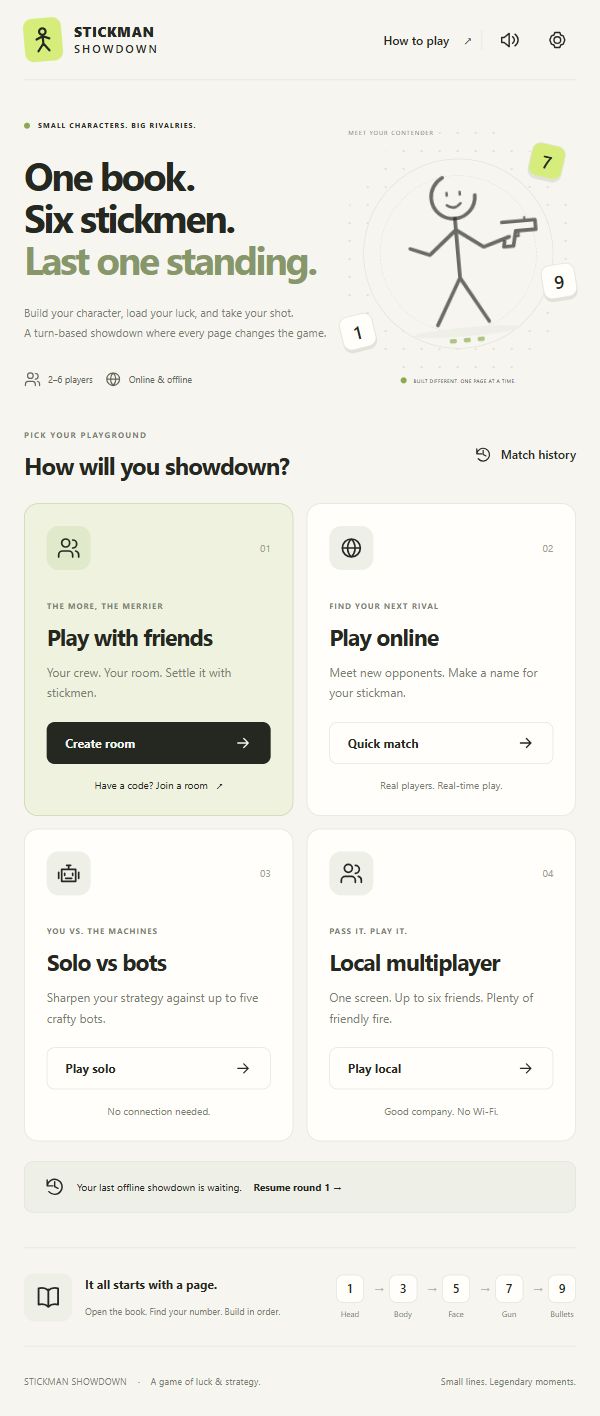 STICKMAN
SHOWDOWN
How to play ↗
SMALL CHARACTERS. BIG RIVALRIES.
One book.
Six stickmen.
Last one standing.
Build your character, load your luck, and take your shot.
A turn-based showdown where every page changes the game.
2–6 players
Online & offline
MEET YOUR CONTENDER
7
9
1
BUILT DIFFERENT. ONE PAGE AT A TIME.
PICK YOUR PLAYGROUND
How will you showdown?
Match history
01
THE MORE, THE MERRIER
Play with friends
Your crew. Your room. Settle it with
stickmen.
Create room →
Have a code? Join a room ↗
02
FIND YOUR NEXT RIVAL
Play online
Meet new opponents. Make a name for
your stickman.
Quick match →
Real players. Real-time play.
03
YOU VS. THE MACHINES
Solo vs bots
Sharpen your strategy against up to five
crafty bots.
Play solo →
No connection needed.
04
PASS IT. PLAY IT.
Local multiplayer
One screen. Up to six friends. Plenty of
friendly fire.
Play local →
Good company. No Wi-Fi.
Your last offline showdown is waiting. Resume round 1 →
It all starts with a page.
Open the book. Find your number. Build in order.
1 → 3 → 5 → 7 → 9
Head Body Face Gun Bullets
STICKMAN SHOWDOWN · A game of luck & strategy.
Small lines. Legendary moments.